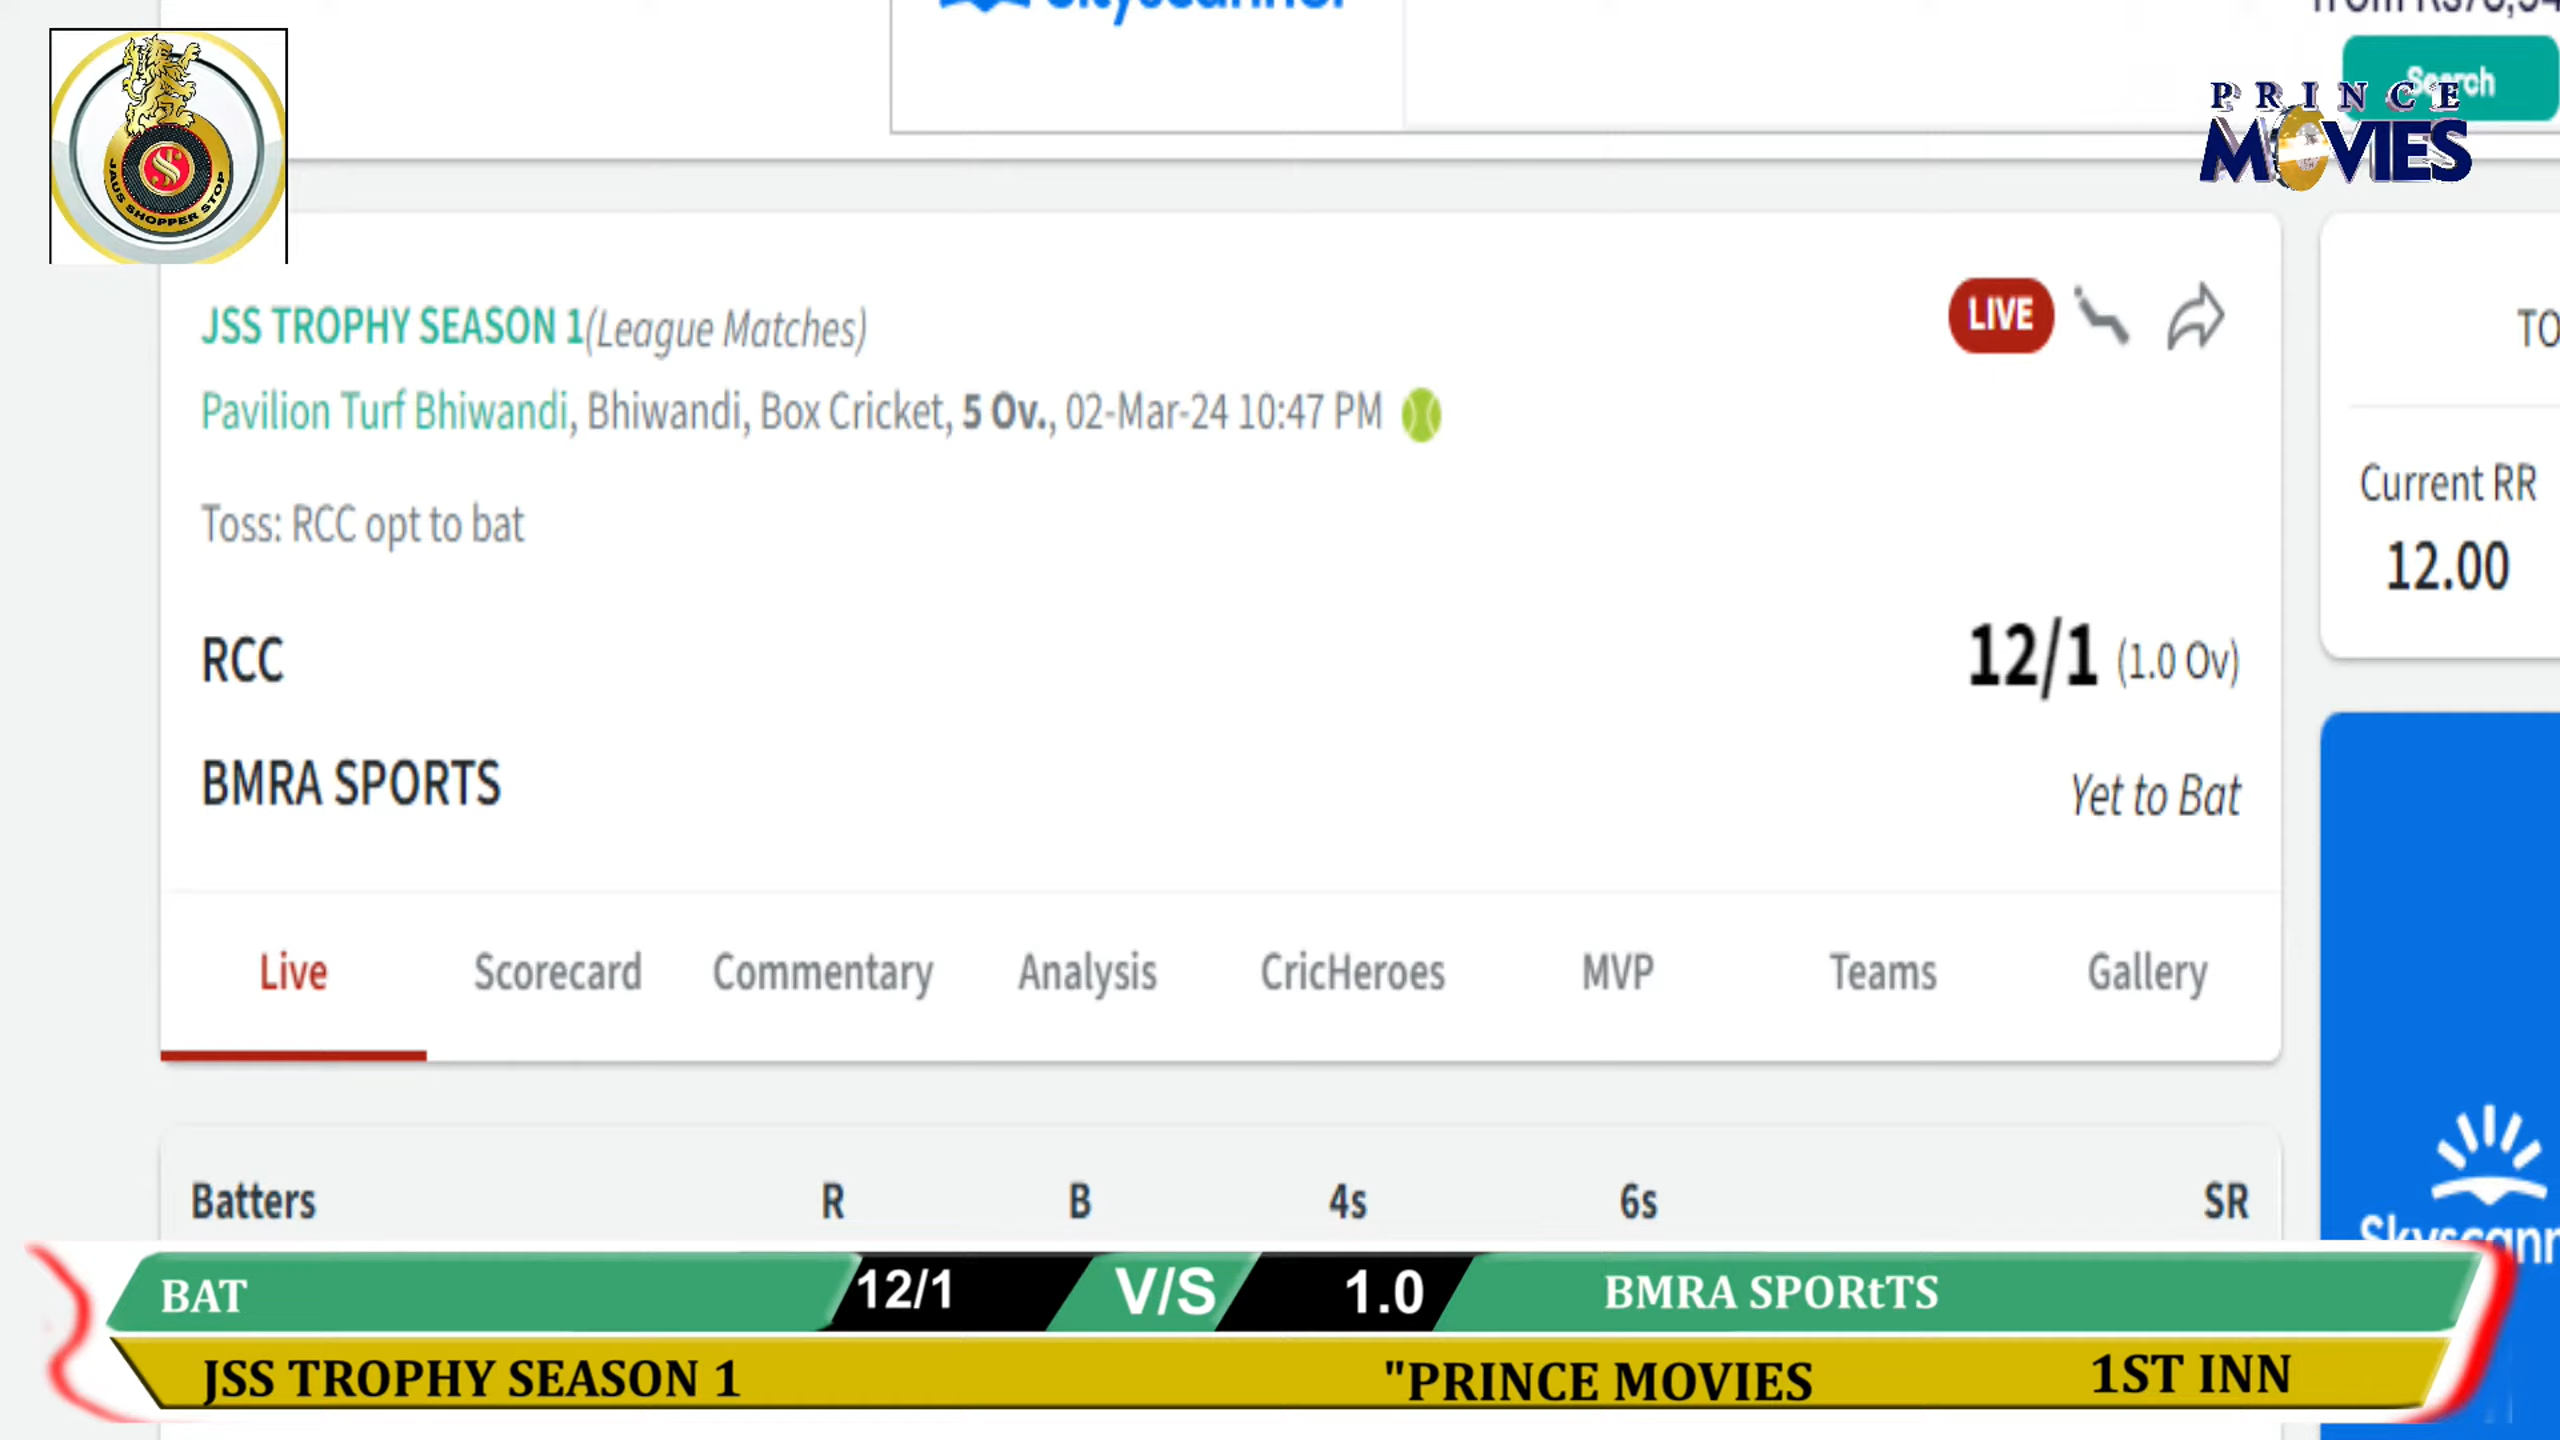 Search
PRINCE
MOVIES
JAUS SHOPPER STOP
JSS TROPHY SEASON 1(League Matches)
LIVE
Pavilion Turf Bhiwandi, Bhiwandi, Box Cricket, 5 Ov., 02-Mar-24 10:47 PM
Toss: RCC opt to bat
TO
Current RR
12.00
RCC
12/1 (1.0 Ov)
BMRA SPORTS
Yet to Bat
Live Scorecard Commentary Analysis CricHeroes MVP Teams Gallery
Batters R B 4s 6s SR
BAT 12/1 V/S 1.0 BMRA SPORtTS
JSS TROPHY SEASON 1 "PRINCE MOVIES 1ST INN